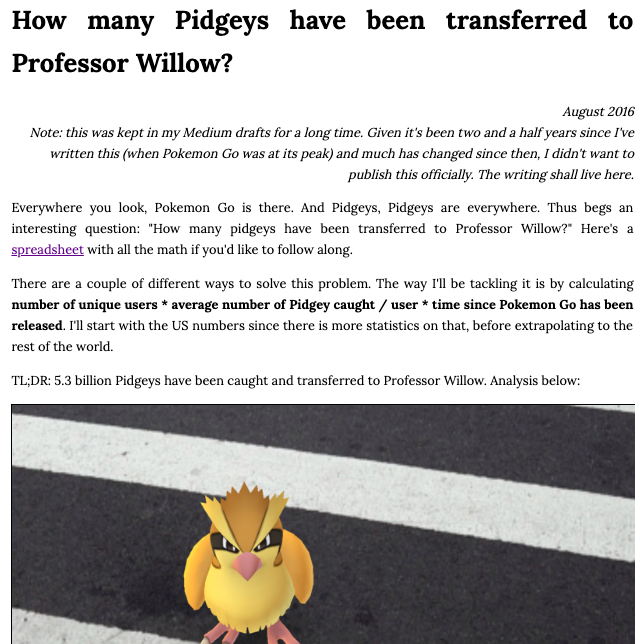 How many Pidgeys have been transferred to
Professor Willow?
August 2016
Note: this was kept in my Medium drafts for a long time. Given it's been two and a half years since I've
written this (when Pokemon Go was at its peak) and much has changed since then, I didn't want to
publish this officially. The writing shall live here.
Everywhere you look, Pokemon Go is there. And Pidgeys, Pidgeys are everywhere. Thus begs an
interesting question: "How many pidgeys have been transferred to Professor Willow?" Here's a
spreadsheet with all the math if you'd like to follow along.
There are a couple of different ways to solve this problem. The way I'll be tackling it is by calculating
number of unique users * average number of Pidgey caught / user * time since Pokemon Go has been
released. I'll start with the US numbers since there is more statistics on that, before extrapolating to the
rest of the world.
TL;DR: 5.3 billion Pidgeys have been caught and transferred to Professor Willow. Analysis below: